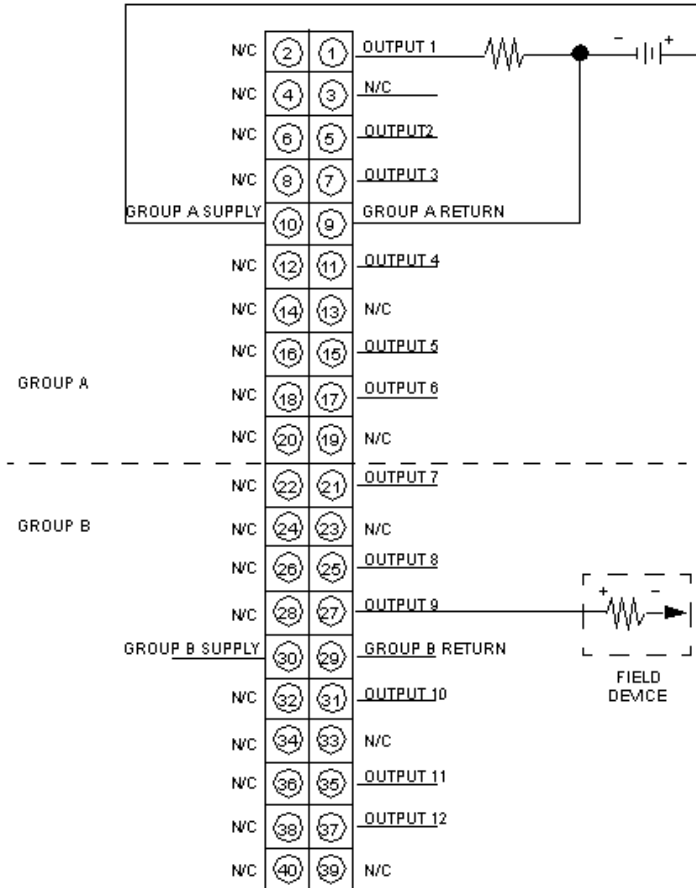 N/C 2 1 OUTPUT 1 - +
N/C 4 3 N/C
N/C 6 5 OUTPUT2
N/C 8 7 OUTPUT 3
GROUP A SUPPLY 10 9 GROUP A RETURN
N/C 12 11 OUTPUT 4
N/C 14 13 N/C
N/C 16 15 OUTPUT 5
GROUP A
N/C 18 17 OUTPUT 6
N/C 20 19 N/C
N/C 22 21 OUTPUT 7
GROUP B
N/C 24 23 N/C
N/C 26 25 OUTPUT 8
N/C 28 27 OUTPUT 9 + -
GROUP B SUPPLY 30 29 GROUP B RETURN
FIELD
DEVICE
N/C 32 31 OUTPUT 10
N/C 34 33 N/C
N/C 36 35 OUTPUT 11
N/C 38 37 OUTPUT 12
N/C 40 39 N/C